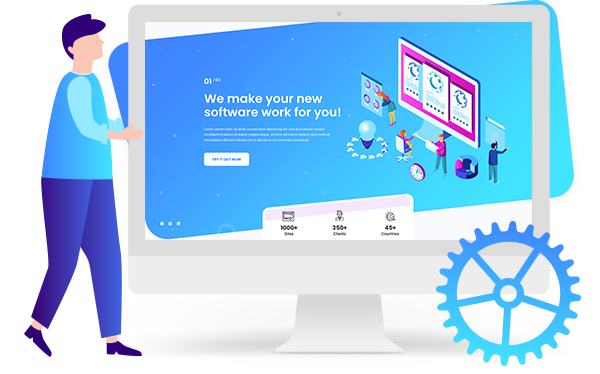 01 / 03
We make your new
software work for you!
Lorem ipsum dolor sit amet, consectetur adipiscing elit, sed do eiusmod tempor
incididunt ut labore et dolore magna aliqua. Ut enim ad minim veniam, quis nostrud
exercitation ullamco laboris nisi ut aliquip ex ea commodo consequat.
TRY IT OUT NOW
1000+ 350+ 45+
Sites Clients Countries